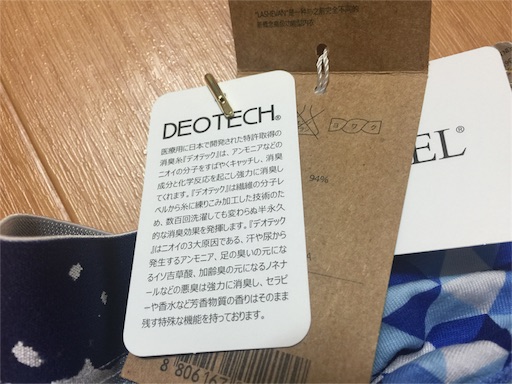 DEOTECH®
医療用に日本で開発された特許取得の
消臭糸『デオテック』は、アンモニアなどの
ニオイの分子をすばやくキャッチし、消臭
成分と化学反応を起こし強力に消臭し
てくれます。『デオテック』は繊維の分子レ
ベルから糸に練りこみ加工した技術のた
め、数百回洗濯しても変わらぬ半永久
的な消臭効果を発揮します。『デオテック
』はニオイの3大原因である、汗や尿から
発生するアンモニア、足の臭いの元にな
るイソ吉草酸、加齢臭の元になるノネナ
ールなどの悪臭は強力に消臭し、セラピ
ーや香水など芳香物質の香りはそのまま
残す特殊な機能を持っております。
94%
EL®
8 80616